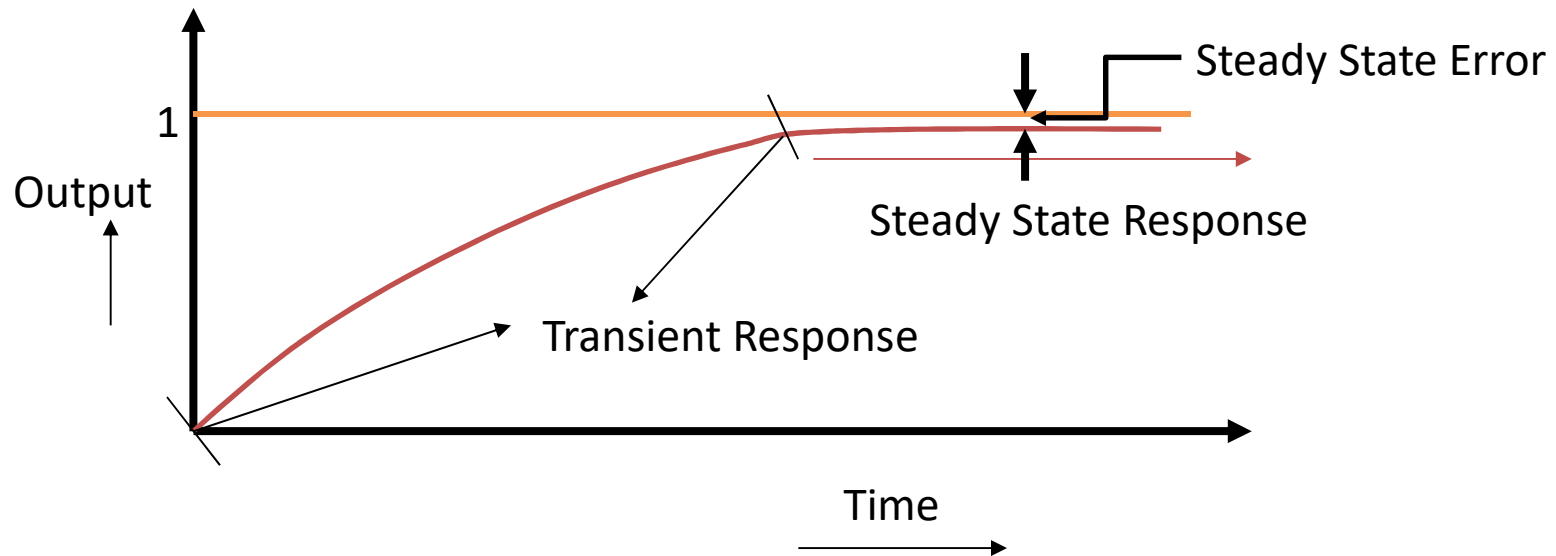 Steady State Error
1
Output
Steady State Response
Transient Response
Time